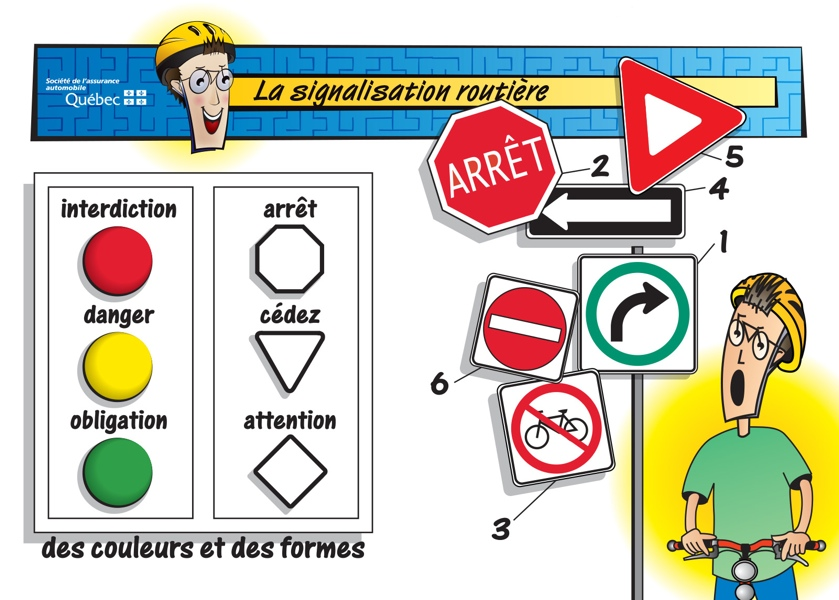 Société de l'assurance
automobile
Québec
La signalisation routière
interdiction
danger
obligation
arrêt
cédez
attention
des couleurs et des formes
ARRÊT
2
5
4
1
6
3